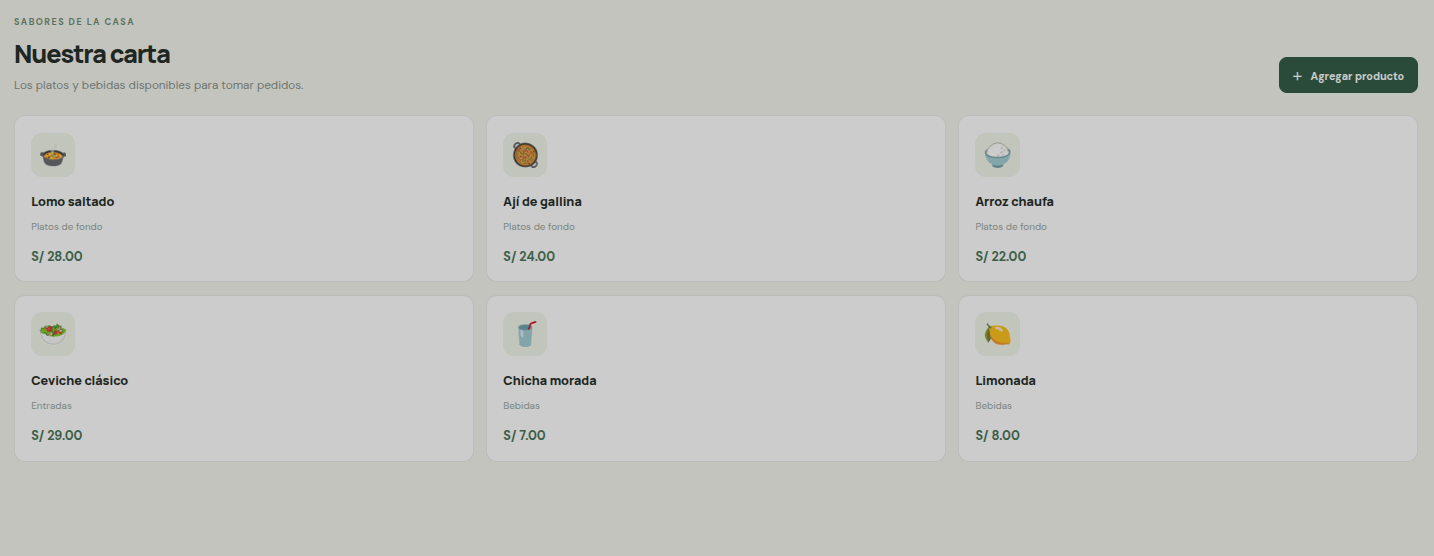 SABORES DE LA CASA
Nuestra carta
Los platos y bebidas disponibles para tomar pedidos.
+ Agregar producto
Lomo saltado
Platos de fondo
S/ 28.00
Ají de gallina
Platos de fondo
S/ 24.00
Arroz chaufa
Platos de fondo
S/ 22.00
Ceviche clásico
Entradas
S/ 29.00
Chicha morada
Bebidas
S/ 7.00
Limonada
Bebidas
S/ 8.00